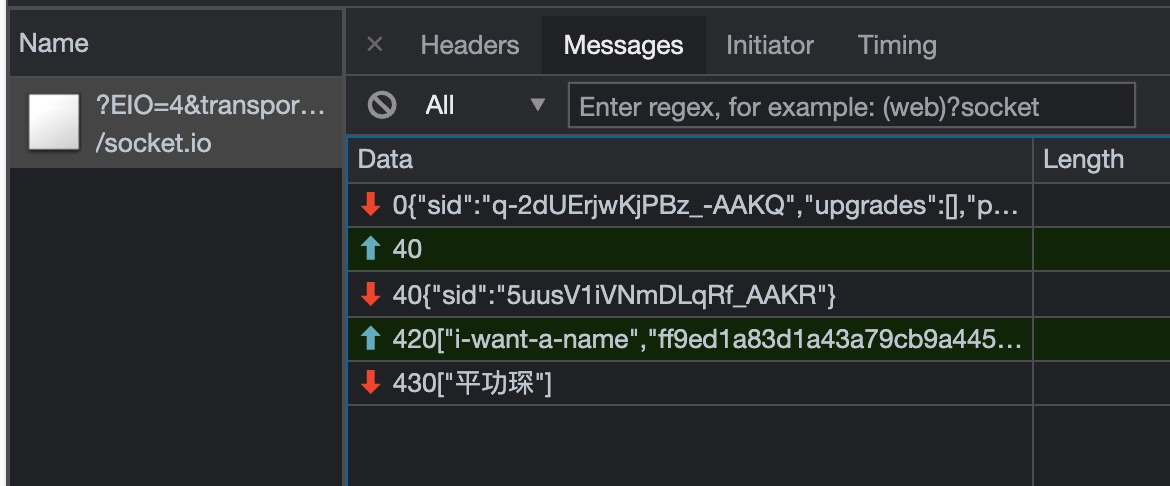 Name
?EIO=4&transpor...
/socket.io
× Headers Messages Initiator Timing
All ▼ Enter regex, for example: (web)?socket
Data Length
0{"sid":"q-2dUErjwKjPBz_-AAKQ","upgrades":[],"p...
40
40{"sid":"5uusV1iVNmDLqRf_AAKR"}
420["i-want-a-name","ff9ed1a83d1a43a79cb9a445...
430["平功琛"]